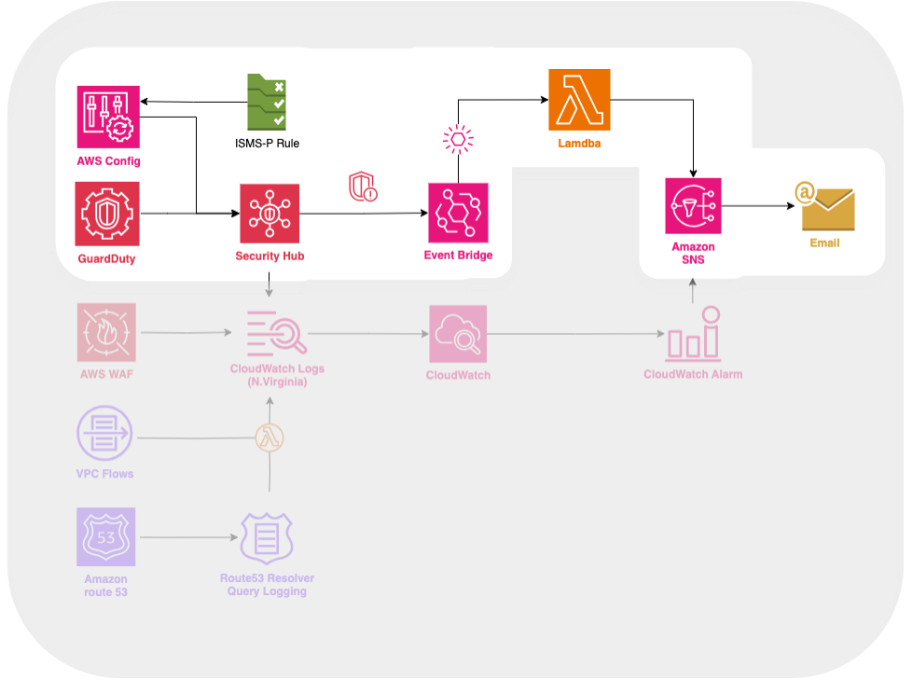 ISMS-P Rule
AWS Config
Lamdba
GuardDuty
Security Hub
Event Bridge
Amazon
SNS
@
Email
AWS WAF
CloudWatch Logs
(N.Virginia)
CloudWatch
CloudWatch Alarm
VPC Flows
53
Amazon
route 53
Route53 Resolver
Query Logging